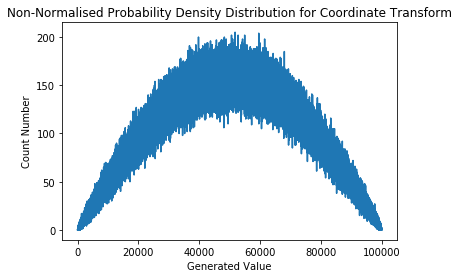 Non-Normalised Probability Density Distribution for Coordinate Transform
200
150
100
50
0
Count Number
0 20000 40000 60000 80000 100000
Generated Value